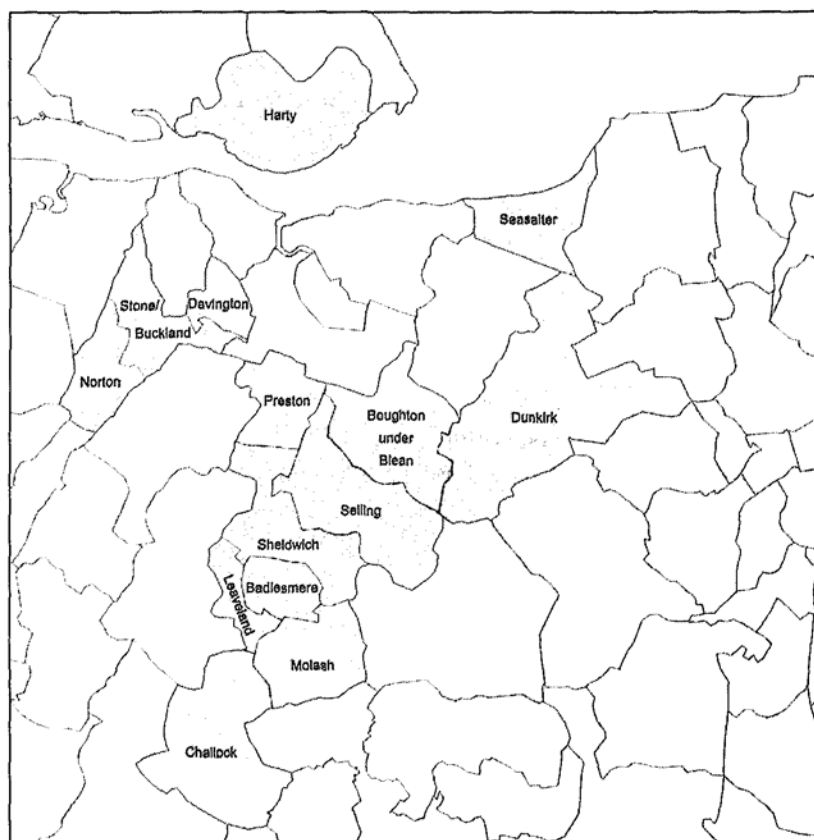 Harty
Seasalter
Stone/
Buckland
Davington
Norton
Preston
Boughton
under
Blean
Dunkirk
Selling
Sheldwich
Badlesmere
Leaveland
Molash
Challock